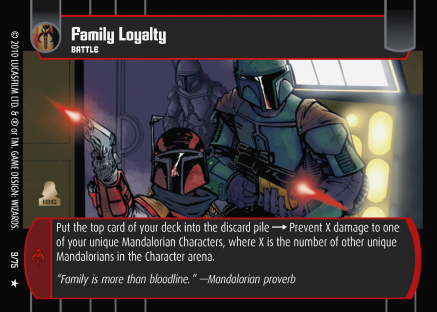 Family Loyalty
BATTLE
IDC
Put the top card of your deck into the discard pile → Prevent X damage to one
of your unique Mandalorian Characters, where X is the number of other unique
Mandalorians in the Character arena.
"Family is more than bloodline." —Mandalorian proverb
© 2010 LUCASFILM LTD. & ® or TM. GAME DESIGN: WIZARDS.
9/75 ★